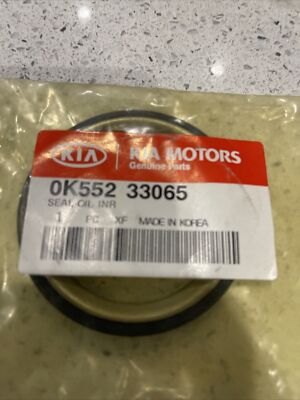 KIA KIA MOTORS
Genuine Parts
0K552 33065
SEAL OIL INR
1 PC XF MADE IN KOREA